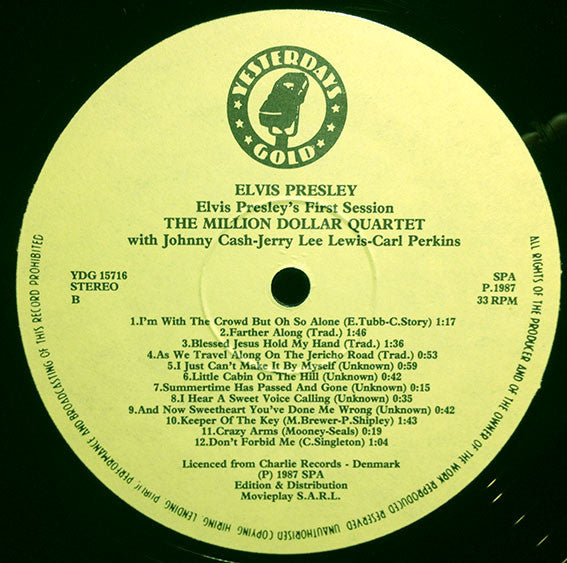 YESTERDAYS
GOLD
ELVIS PRESLEY
Elvis Presley's First Session
THE MILLION DOLLAR QUARTET
with Johnny Cash-Jerry Lee Lewis-Carl Perkins
YDG 15716
STEREO
B
SPA
P.1987
33 RPM
1.I'm With The Crowd But Oh So Alone (E.Tubb-C.Story) 1:17
2.Farther Along (Trad.) 1:46
3.Blessed Jesus Hold My Hand (Trad.) 1:36
4.As We Travel Along On The Jericho Road (Trad.) 0:53
5.I Just Can't Make It By Myself (Unknown) 0:59
6.Little Cabin On The Hill (Unknown) 0:42
7.Summertime Has Passed And Gone (Unknown) 0:15
8.I Hear A Sweet Voice Calling (Unknown) 0:35
9.And Now Sweetheart You've Done Me Wrong (Unknown) 0:42
10.Keeper Of The Key (M.Brewer-P.Shipley) 1:43
11.Crazy Arms (Mooney-Seals) 0:19
12.Don't Forbid Me (C.Singleton) 1:04
Licenced from Charlie Records - Denmark
(P) 1987 SPA
Edition & Distribution
Movieplay S.A.R.L.
ALL RIGHTS OF THE PRODUCER AND OF THE OWNER OF THE WORK REPRODUCED RESERVED UNAUTHORISED COPYING HIRING, LENDING PUBLIC PERFORMANCE AND BROADCASTING OF THIS RECORD PROHIBITED